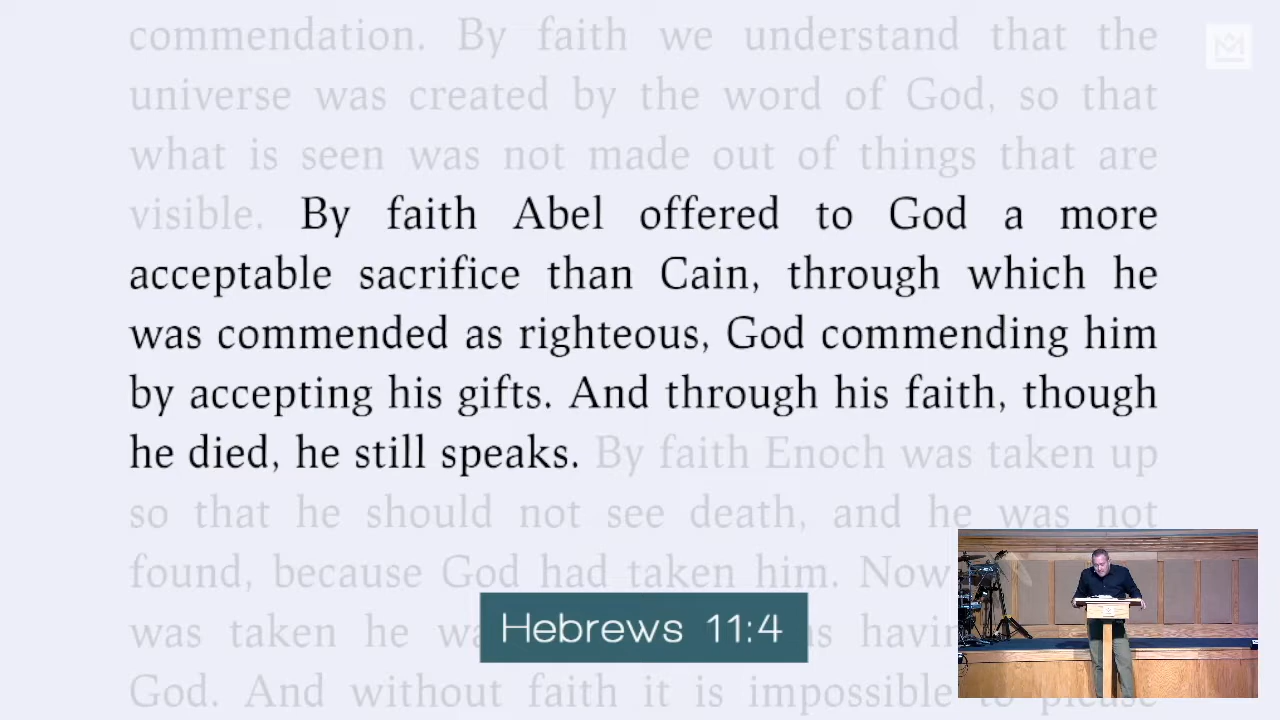 commendation. By faith we understand that the
universe was created by the word of God, so that
what is seen was not made out of things that are
visible. By faith Abel offered to God a more
acceptable sacrifice than Cain, through which he
was commended as righteous, God commending him
by accepting his gifts. And through his faith, though
he died, he still speaks. By faith Enoch was taken up
so that he should not see death, and he was not
found, because God had taken him. Now
was taken he
God. And without faith it is impossible to please
Hebrews 11:4